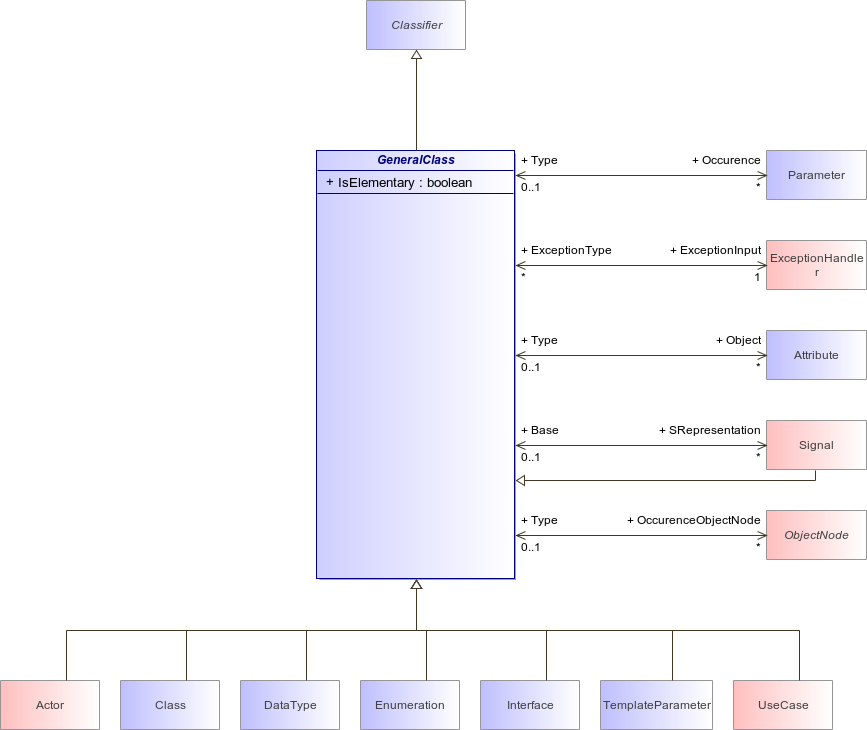 Classifier
GeneralClass
+ IsElementary : boolean
+ Type
+ Occurence
0..1
*
Parameter
+ ExceptionType
+ ExceptionInput
*
1
ExceptionHandle
r
+ Type
+ Object
0..1
*
Attribute
+ Base
+ SRepresentation
0..1
*
Signal
+ Type
+ OccurenceObjectNode
0..1
*
ObjectNode
Actor
Class
DataType
Enumeration
Interface
TemplateParameter
UseCase